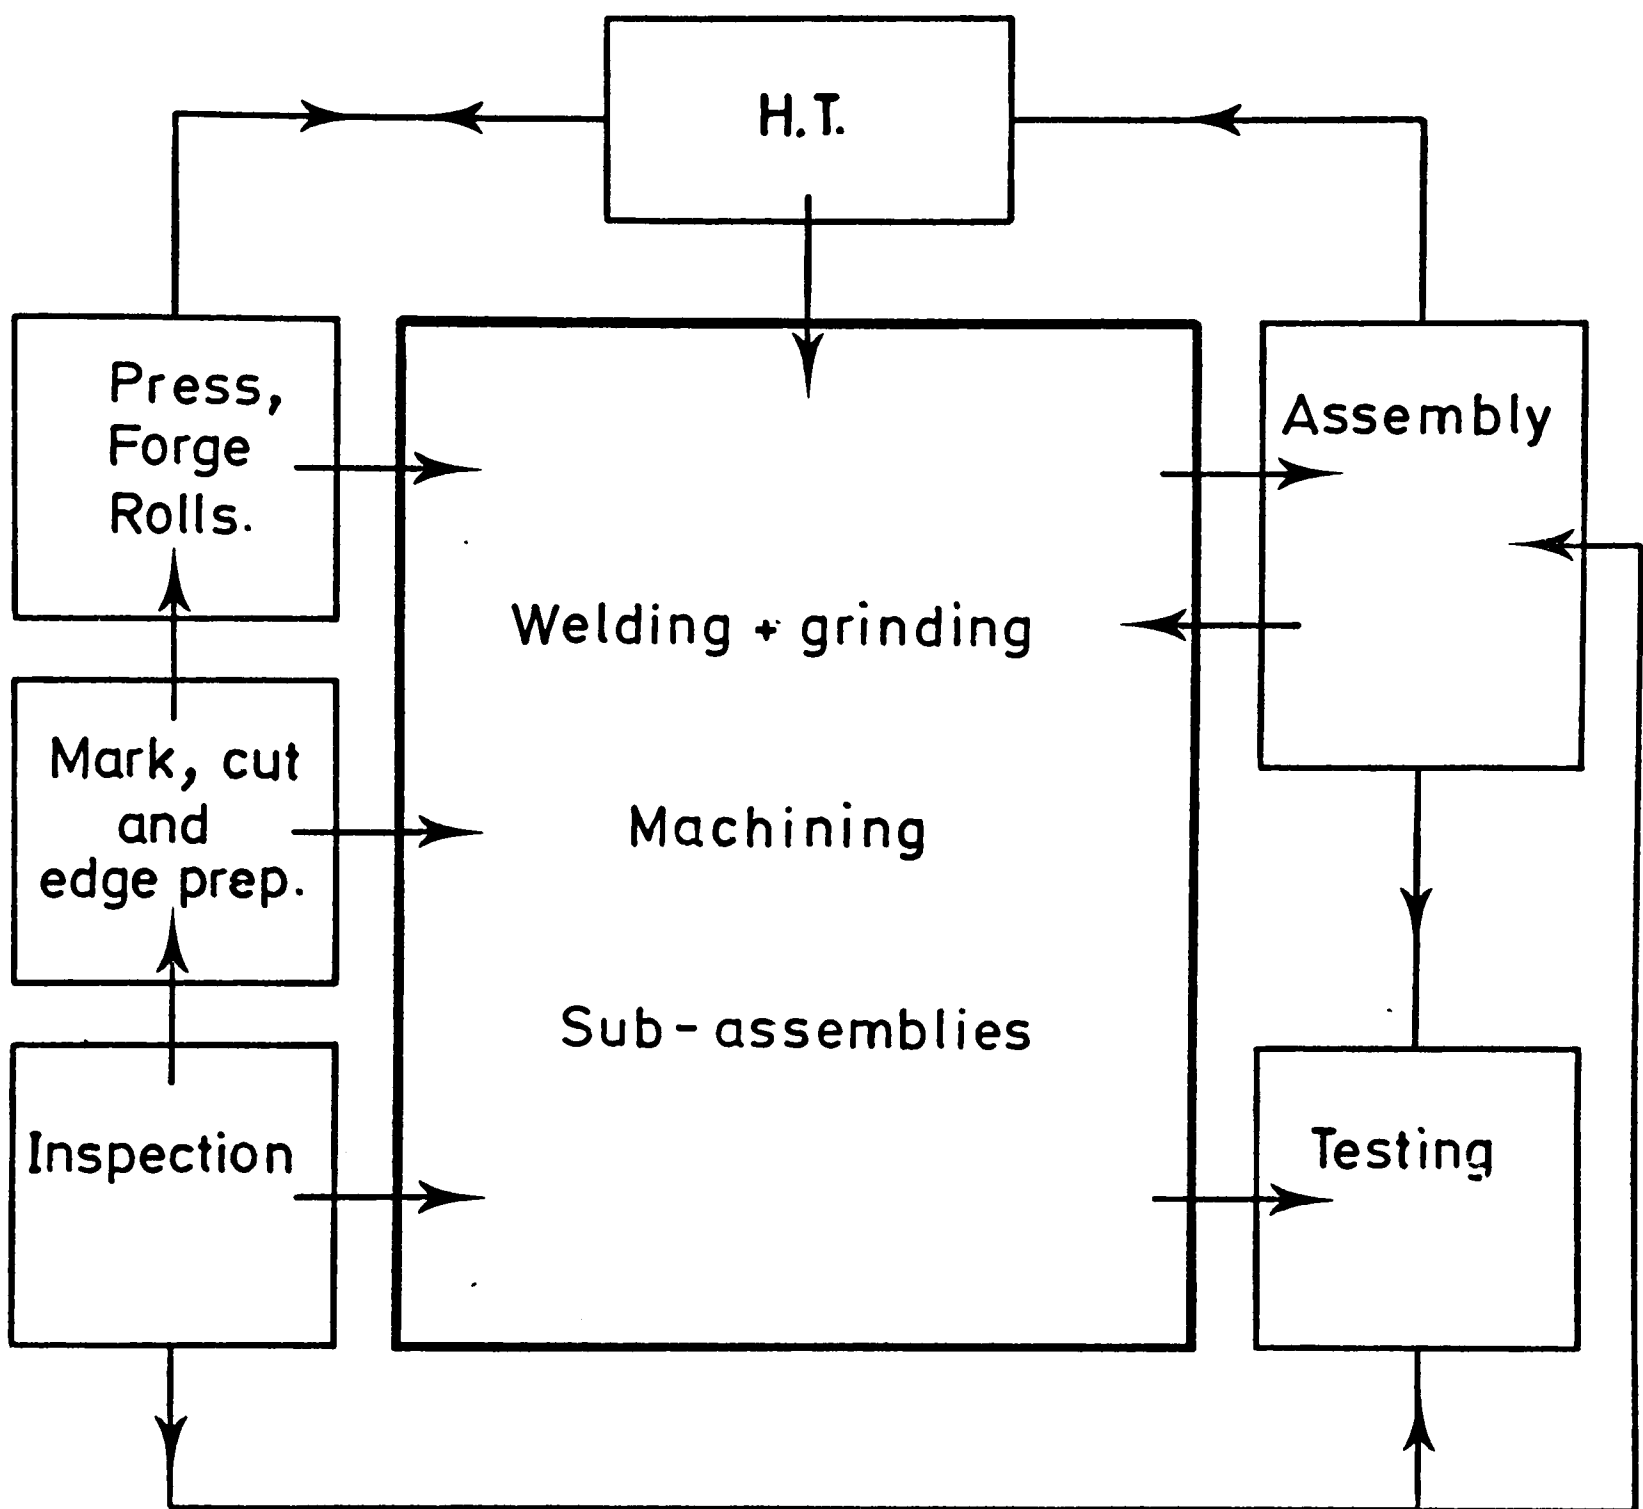 H.T.
Press,
Forge
Rolls.
Mark, cut
and
edge prep.
Inspection
Welding + grinding
Machining
Sub-assemblies
Assembly
Testing